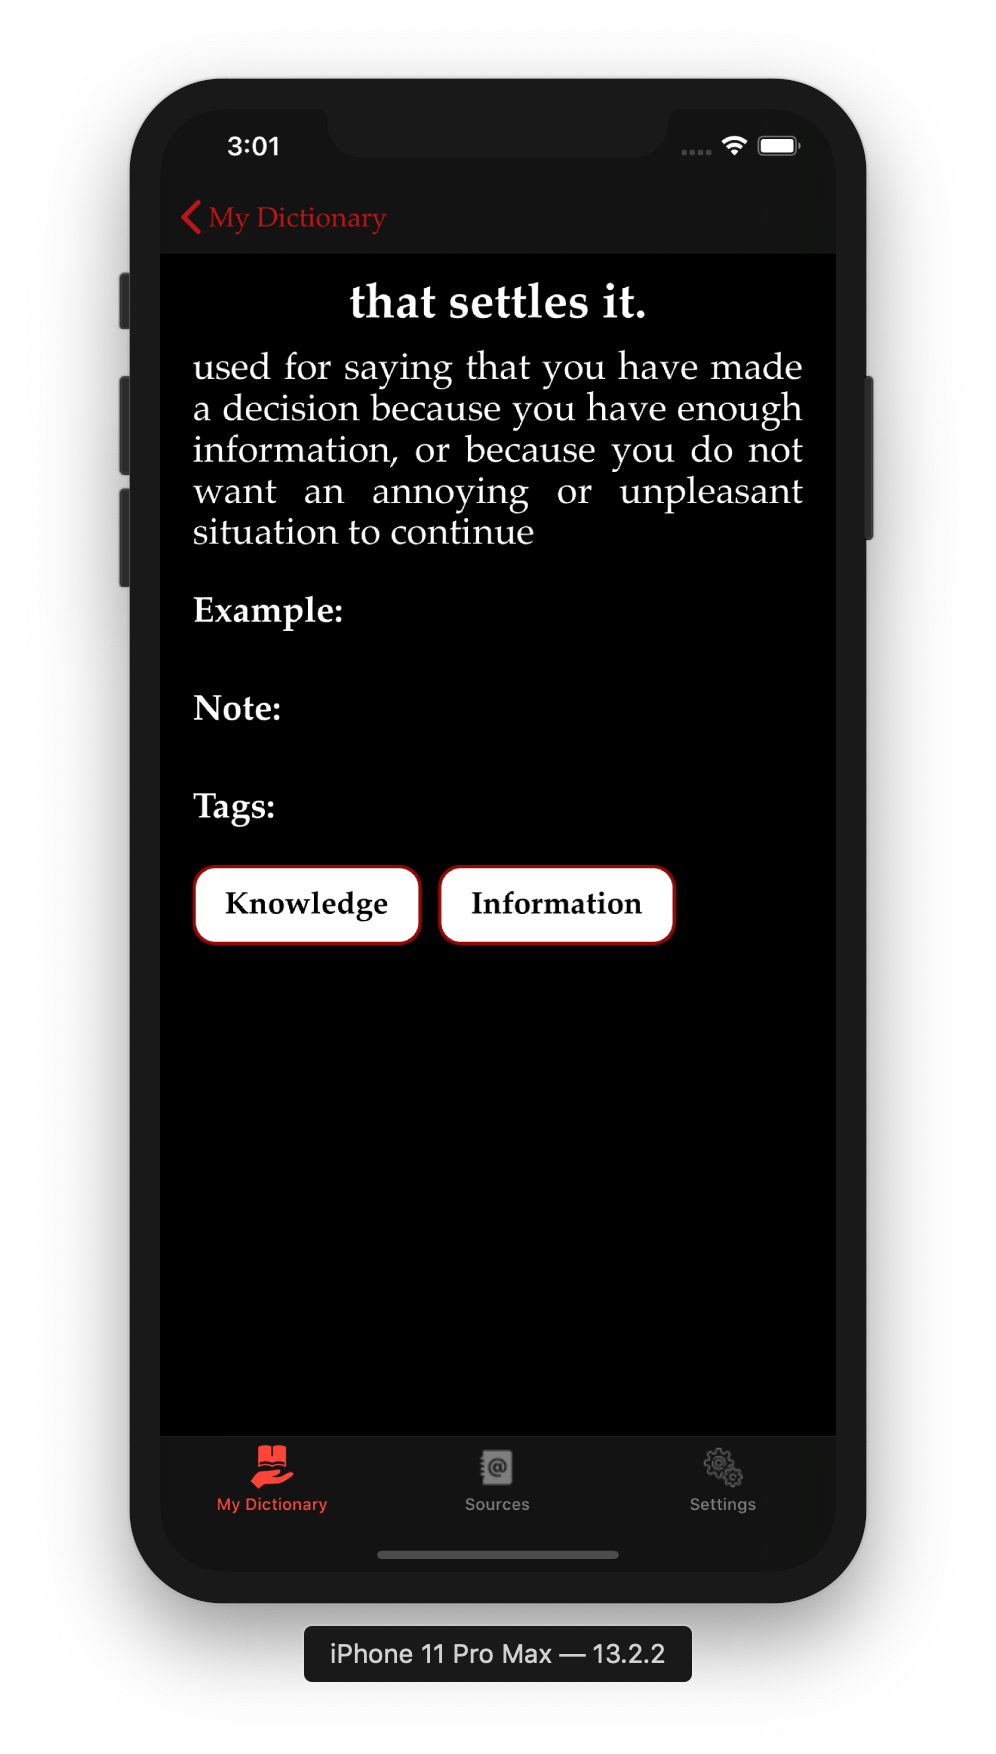 3:01
My Dictionary
that settles it.
used for saying that you have made
a decision because you have enough
information, or because you do not
want an annoying or unpleasant
situation to continue
Example:
Note:
Tags:
Knowledge Information
My Dictionary Sources Settings
iPhone 11 Pro Max — 13.2.2